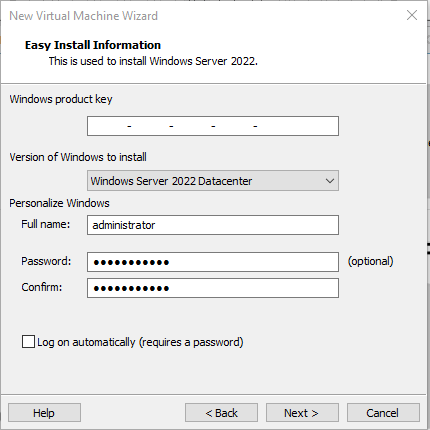 New Virtual Machine Wizard
Easy Install Information
This is used to install Windows Server 2022.
Windows product key
- - - -
Version of Windows to install
Windows Server 2022 Datacenter
Personalize Windows
Full name: administrator
Password: ●●●●●●●●●●● (optional)
Confirm: ●●●●●●●●●●●
Log on automatically (requires a password)
Help < Back Next > Cancel